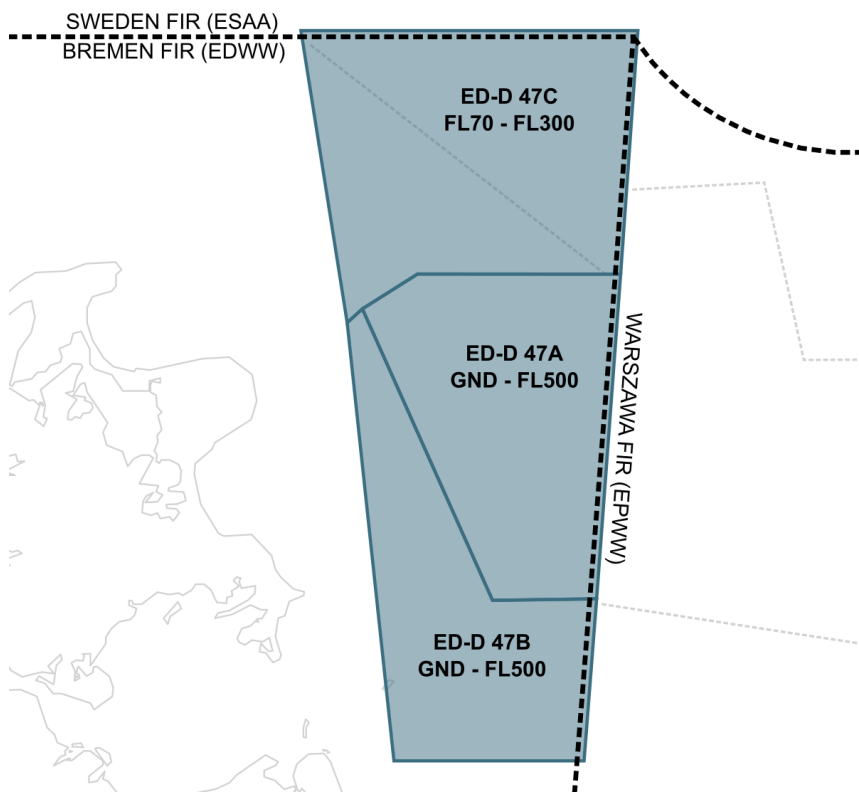 SWEDEN FIR (ESAA)
BREMEN FIR (EDWW)
ED-D 47C
FL70 - FL300
ED-D 47A
GND - FL500
WARSZAWA FIR (EPWW)
ED-D 47B
GND - FL500